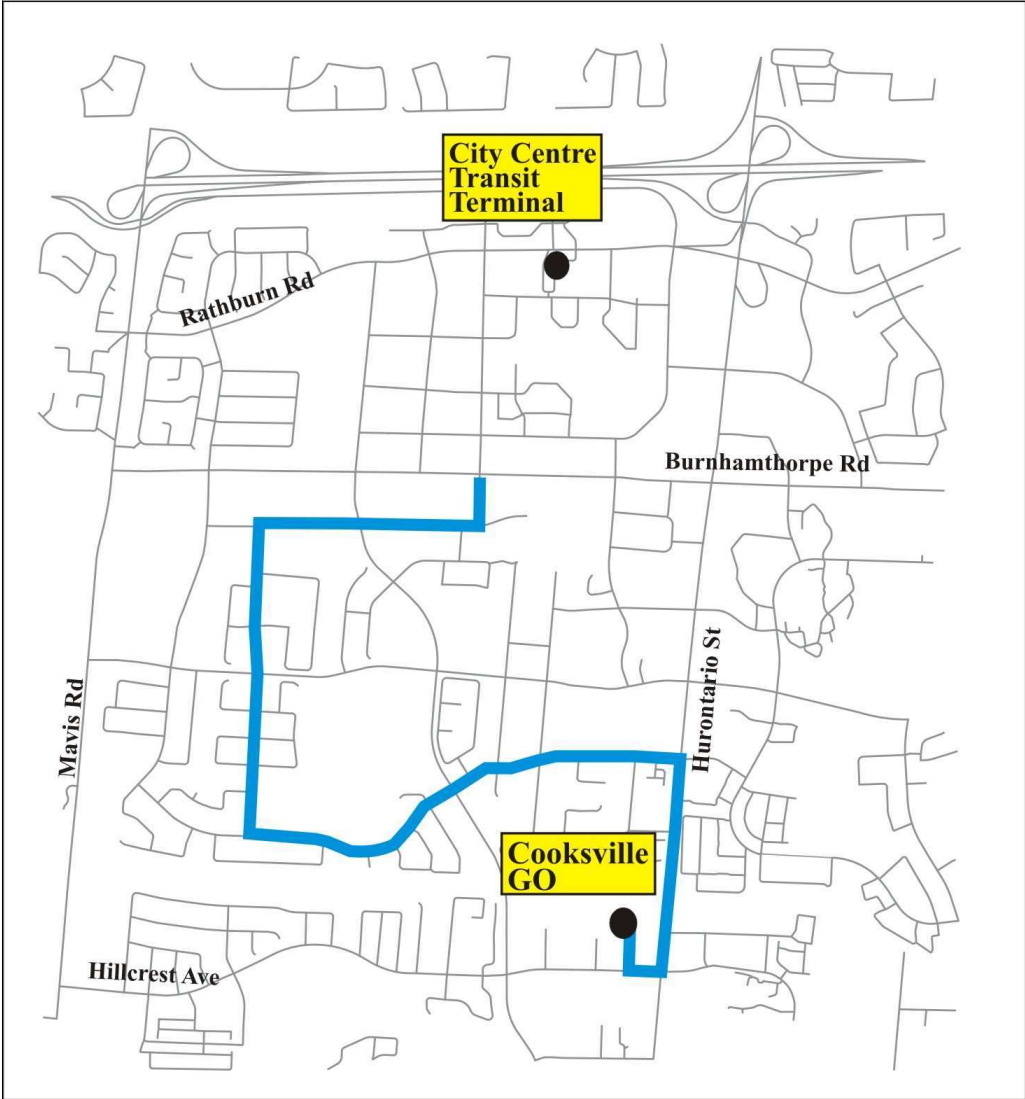 City Centre
Transit
Terminal
Rathburn Rd
Burnhamthorpe Rd
Hurontario St
Mavis Rd
Cooksville
GO
Hillcrest Ave